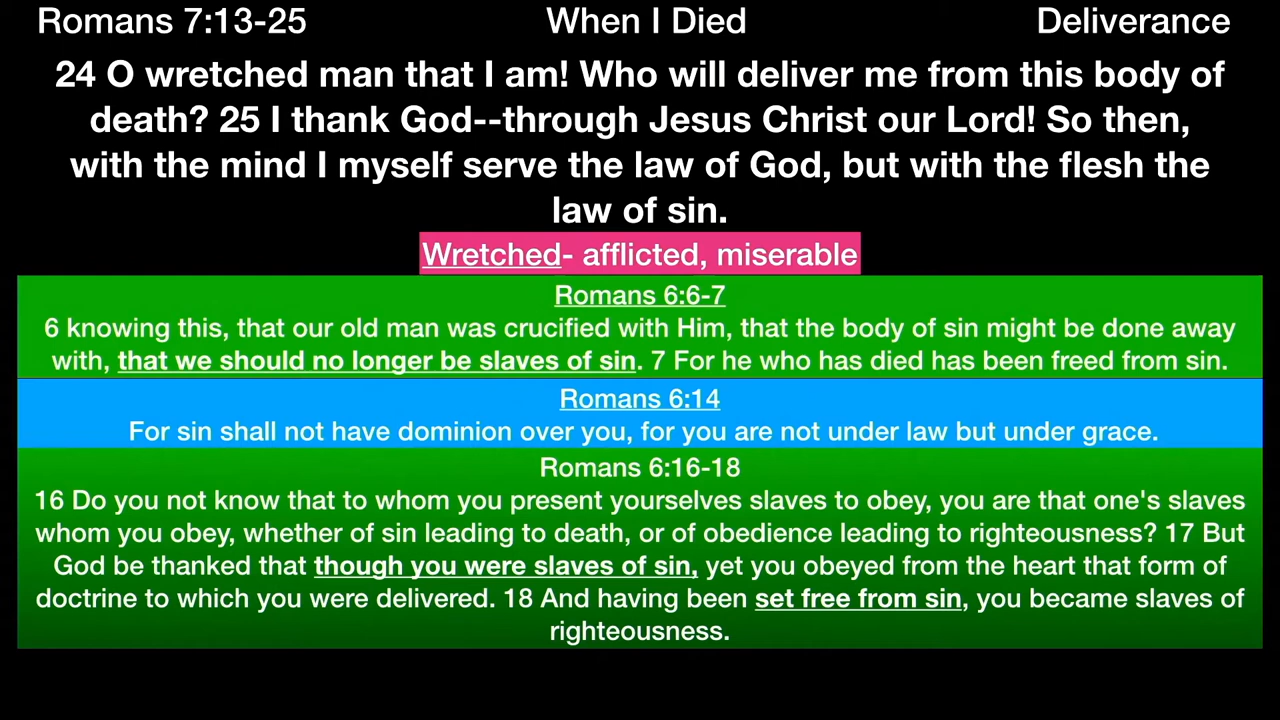 Romans 7:13-25 When I Died Deliverance
24 O wretched man that I am! Who will deliver me from this body of
death? 25 I thank God--through Jesus Christ our Lord! So then,
with the mind I myself serve the law of God, but with the flesh the
law of sin.
Wretched- afflicted, miserable
Romans 6:6-7
6 knowing this, that our old man was crucified with Him, that the body of sin might be done away
with, that we should no longer be slaves of sin. 7 For he who has died has been freed from sin.
Romans 6:14
For sin shall not have dominion over you, for you are not under law but under grace.
Romans 6:16-18
16 Do you not know that to whom you present yourselves slaves to obey, you are that one's slaves
whom you obey, whether of sin leading to death, or of obedience leading to righteousness? 17 But
God be thanked that though you were slaves of sin, yet you obeyed from the heart that form of
doctrine to which you were delivered. 18 And having been set free from sin, you became slaves of
righteousness.